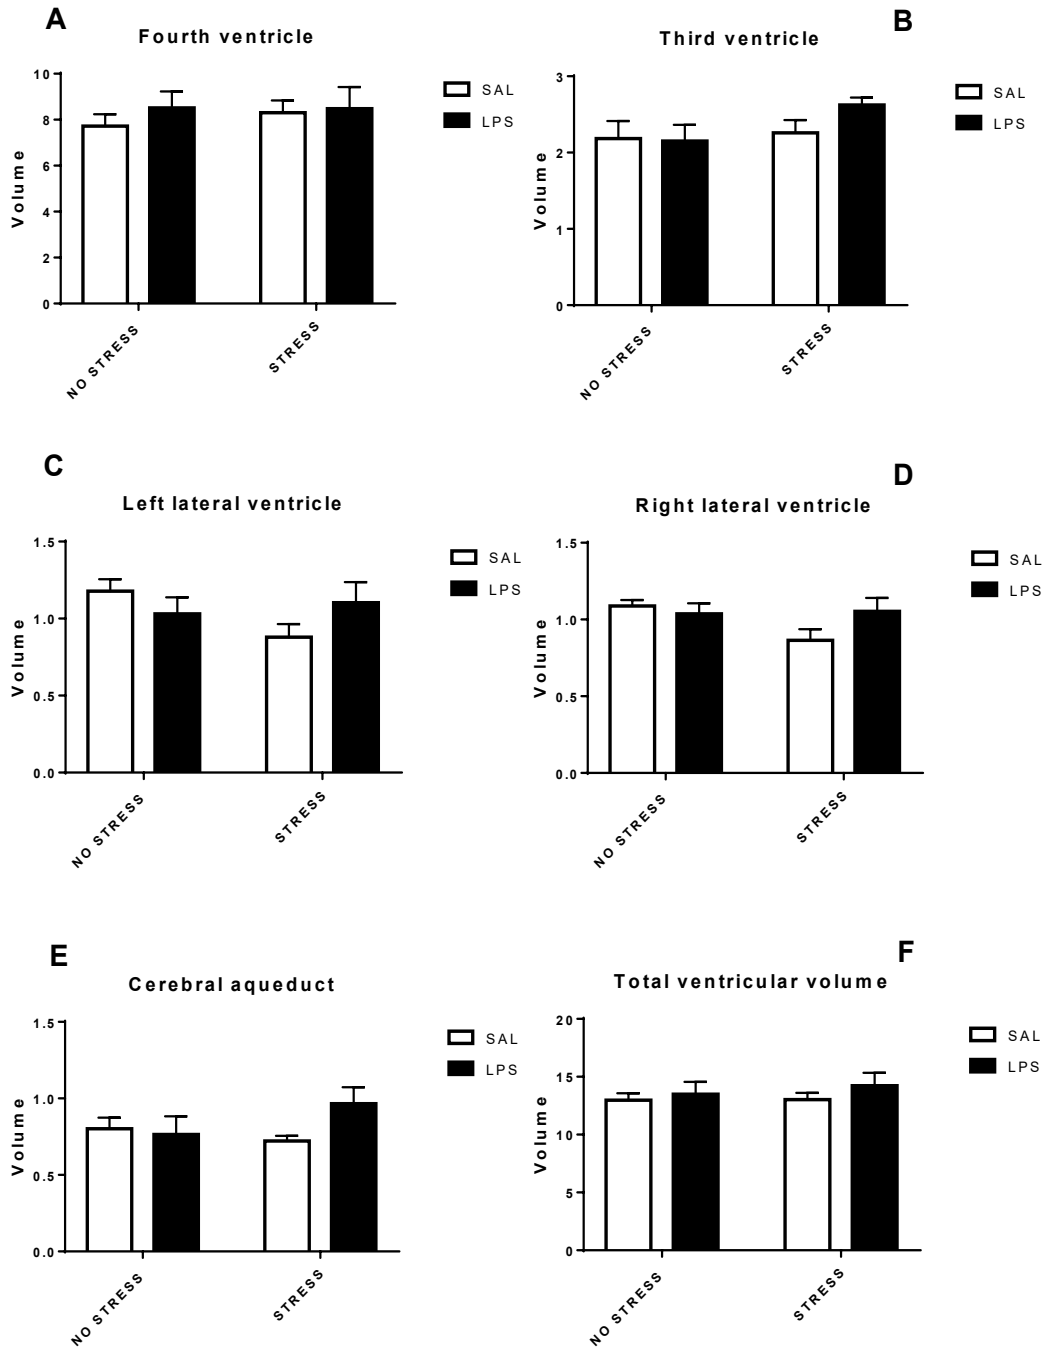 A
Fourth ventricle
Volume
10
8
6
4
2
0
NO STRESS
STRESS
SAL
LPS
B
Third ventricle
Volume
3
2
1
0
NO STRESS
STRESS
SAL
LPS
C
Left lateral ventricle
Volume
1.5
1.0
0.5
0.0
NO STRESS
STRESS
SAL
LPS
D
Right lateral ventricle
Volume
1.5
1.0
0.5
0.0
NO STRESS
STRESS
SAL
LPS
E
Cerebral aqueduct
Volume
1.5
1.0
0.5
0.0
NO STRESS
STRESS
SAL
LPS
F
Total ventricular volume
Volume
20
15
10
5
0
NO STRESS
STRESS
SAL
LPS